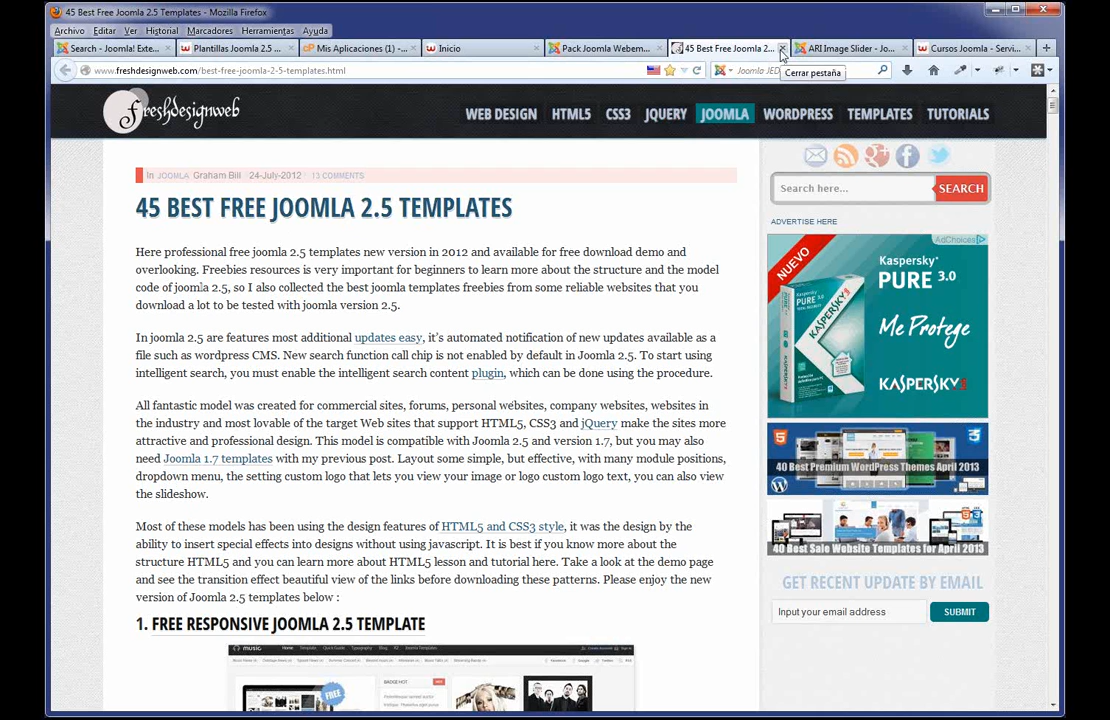 45 Best Free Joomla 2.5 Templates - Mozilla Firefox
Archivo Editar Ver Historial Marcadores Herramientas Ayuda
Search - Joomla! Exte... Plantillas Joomla 2.5 ... Mis Aplicaciones (1) -... Inicio Pack Joomla Webem... 45 Best Free Joomla 2... ARI Image Slider - Jo... Cursos Joomla - Servi...
www.freshdesignweb.com/best-free-joomla-2-5-templates.html Joomla JED
Cerrar pestaña
freshdesignweb
WEB DESIGN HTML5 CSS3 JQUERY JOOMLA WORDPRESS TEMPLATES TUTORIALS
In JOOMLA Graham Bill 24-July-2012 13 COMMENTS
45 BEST FREE JOOMLA 2.5 TEMPLATES
Here professional free joomla 2.5 templates new version in 2012 and available for free download demo and
overlooking. Freebies resources is very important for beginners to learn more about the structure and the model
code of joomla 2.5, so I also collected the best joomla templates freebies from some reliable websites that you
download a lot to be tested with joomla version 2.5.
In joomla 2.5 are features most additional updates easy, it's automated notification of new updates available as a
file such as wordpress CMS. New search function call chip is not enabled by default in Joomla 2.5. To start using
intelligent search, you must enable the intelligent search content plugin, which can be done using the procedure.
All fantastic model was created for commercial sites, forums, personal websites, company websites, websites in
the industry and most lovable of the target Web sites that support HTML5, CSS3 and jQuery make the sites more
attractive and professional design. This model is compatible with Joomla 2.5 and version 1.7, but you may also
need Joomla 1.7 templates with my previous post. Layout some simple, but effective, with many module positions,
dropdown menu, the setting custom logo that lets you view your image or logo custom logo text, you can also view
the slideshow.
Most of these models has been using the design features of HTML5 and CSS3 style, it was the design by the
ability to insert special effects into designs without using javascript. It is best if you know more about the
structure HTML5 and you can learn more about HTML5 lesson and tutorial here. Take a look at the demo page
and see the transition effect beautiful view of the links before downloading these patterns. Please enjoy the new
version of Joomla 2.5 templates below :
1. FREE RESPONSIVE JOOMLA 2.5 TEMPLATE
music
FREE
Search here... SEARCH
ADVERTISE HERE
AdChoices
NUEVO
Kaspersky
PURE 3.0
Me Protege
KASPERSKY
40 Best Premium WordPress Themes April 2013
40 Best Sale Website Templates for April 2013
GET RECENT UPDATE BY EMAIL
Input your email address SUBMIT